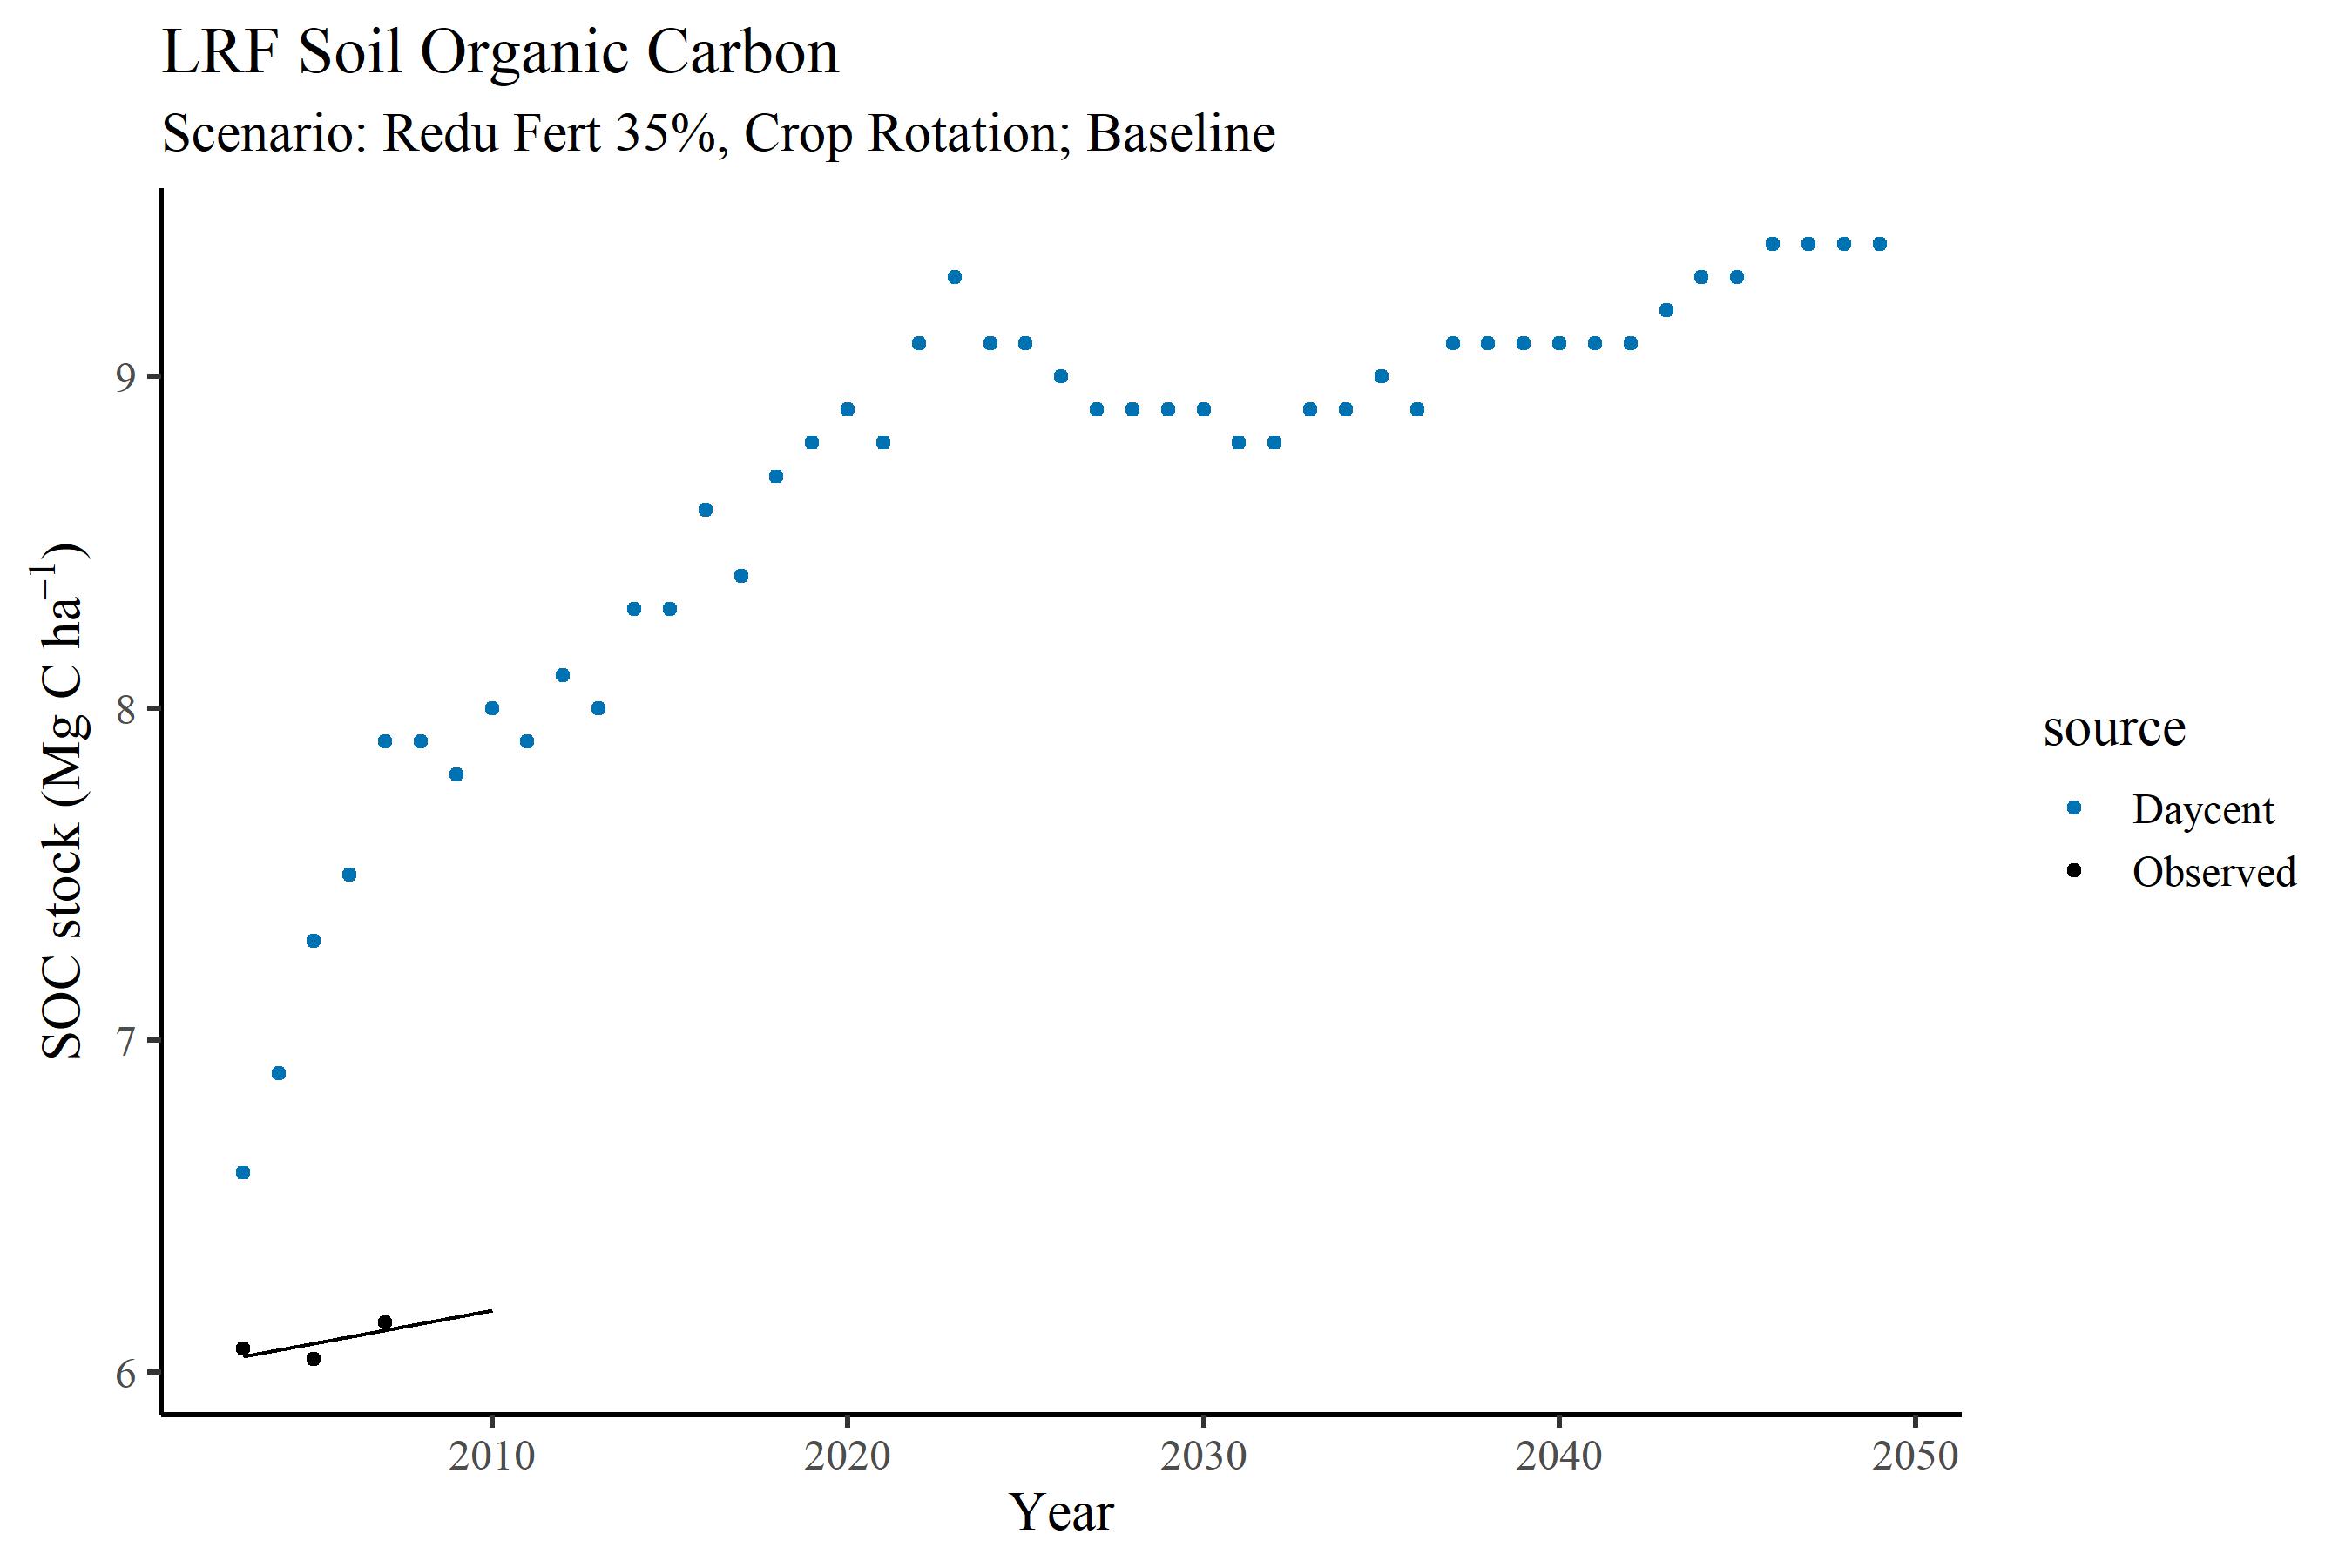 LRF Soil Organic Carbon
Scenario: Redu Fert 35%, Crop Rotation; Baseline
SOC stock (Mg C ha⁻¹)
9
8
7
6
2010 2020 2030 2040 2050
Year
source
Daycent
Observed